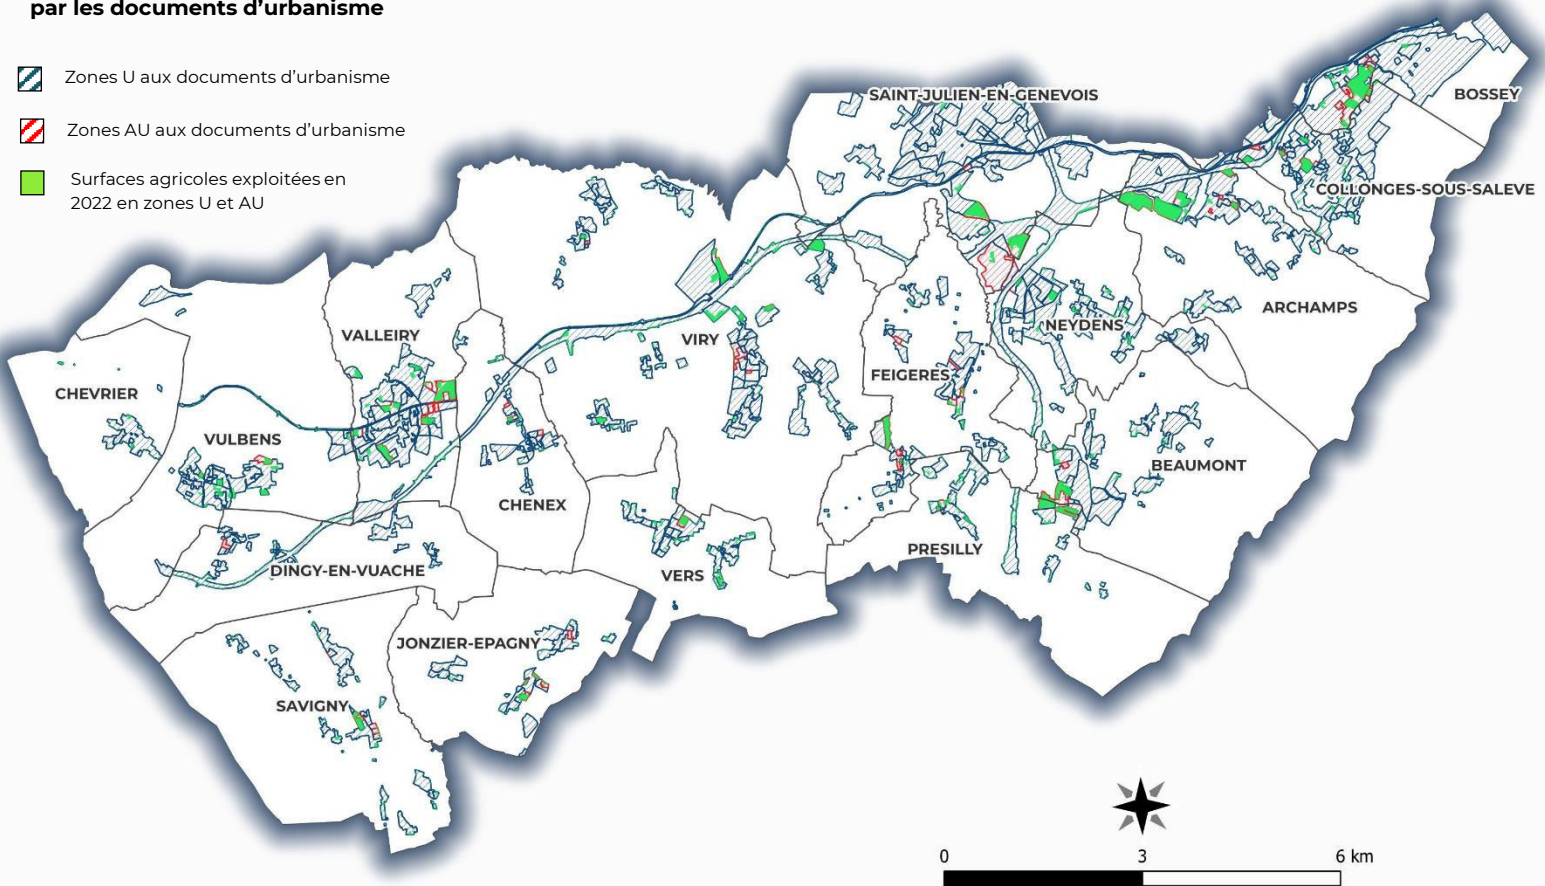 par les documents d’urbanisme
Zones U aux documents d’urbanisme
Zones AU aux documents d’urbanisme
Surfaces agricoles exploitées en
2022 en zones U et AU
SAINT-JULIEN-EN-GENEVOIS
BOSSEY
COLLONGES-SOUS-SALEVE
ARCHAMPS
VALLEIRY
VIRY
NEYDENS
FEIGERES
CHEVRIER
VULBENS
BEAUMONT
CHENEX
PRESILLY
DINGY-EN-VUACHE
VERS
JONZIER-EPAGNY
SAVIGNY
0 3 6 km